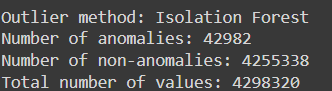 Outlier method: Isolation Forest
Number of anomalies: 42982
Number of non-anomalies: 4255338
Total number of values: 4298320